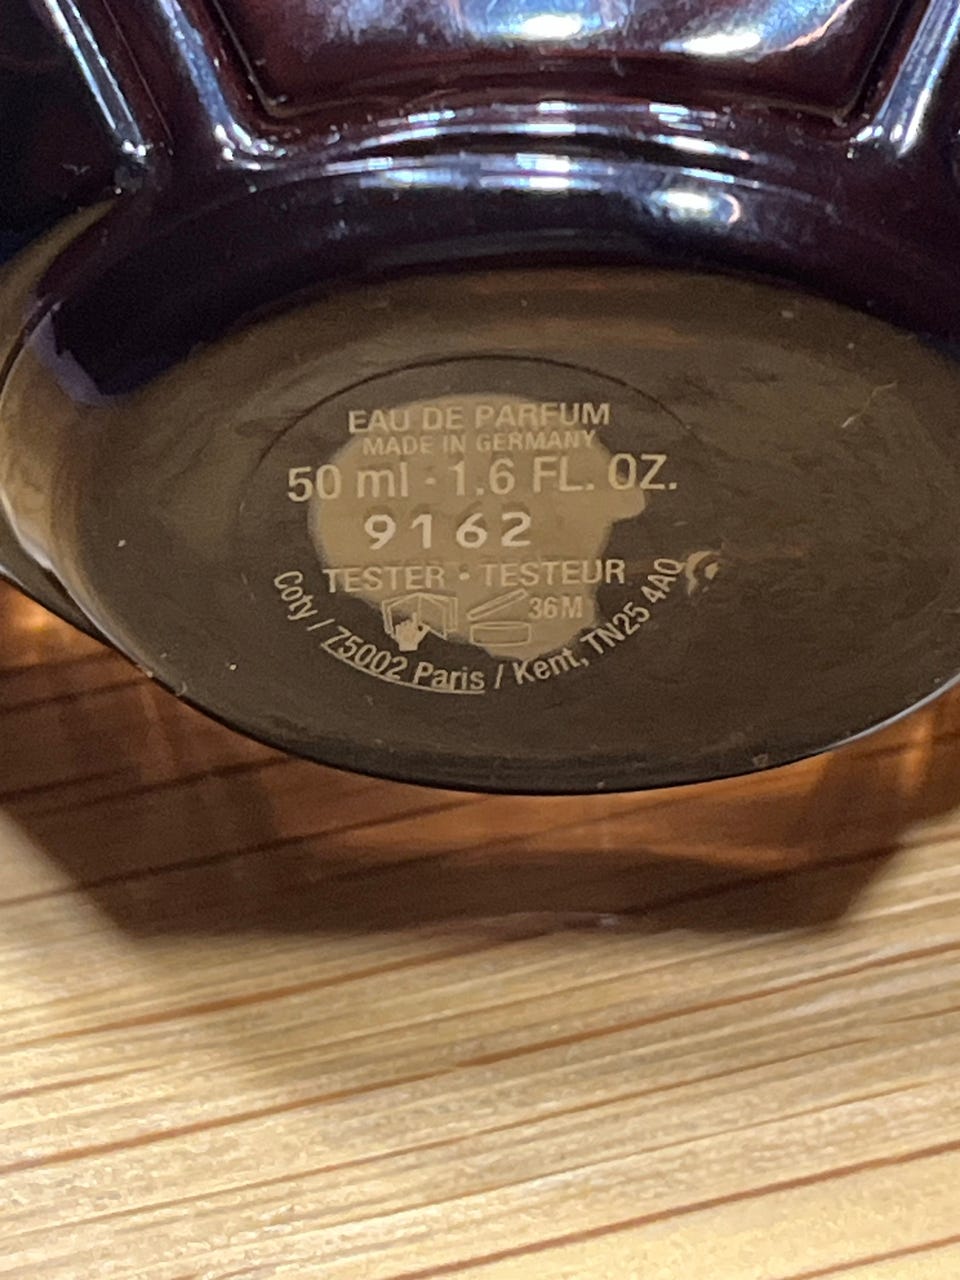 EAU DE PARFUM
MADE IN GERMANY
50 ml · 1.6 FL. OZ.
9162
TESTER · TESTEUR
36M
Coty / 75002 Paris / Kent, TN25 4AQ